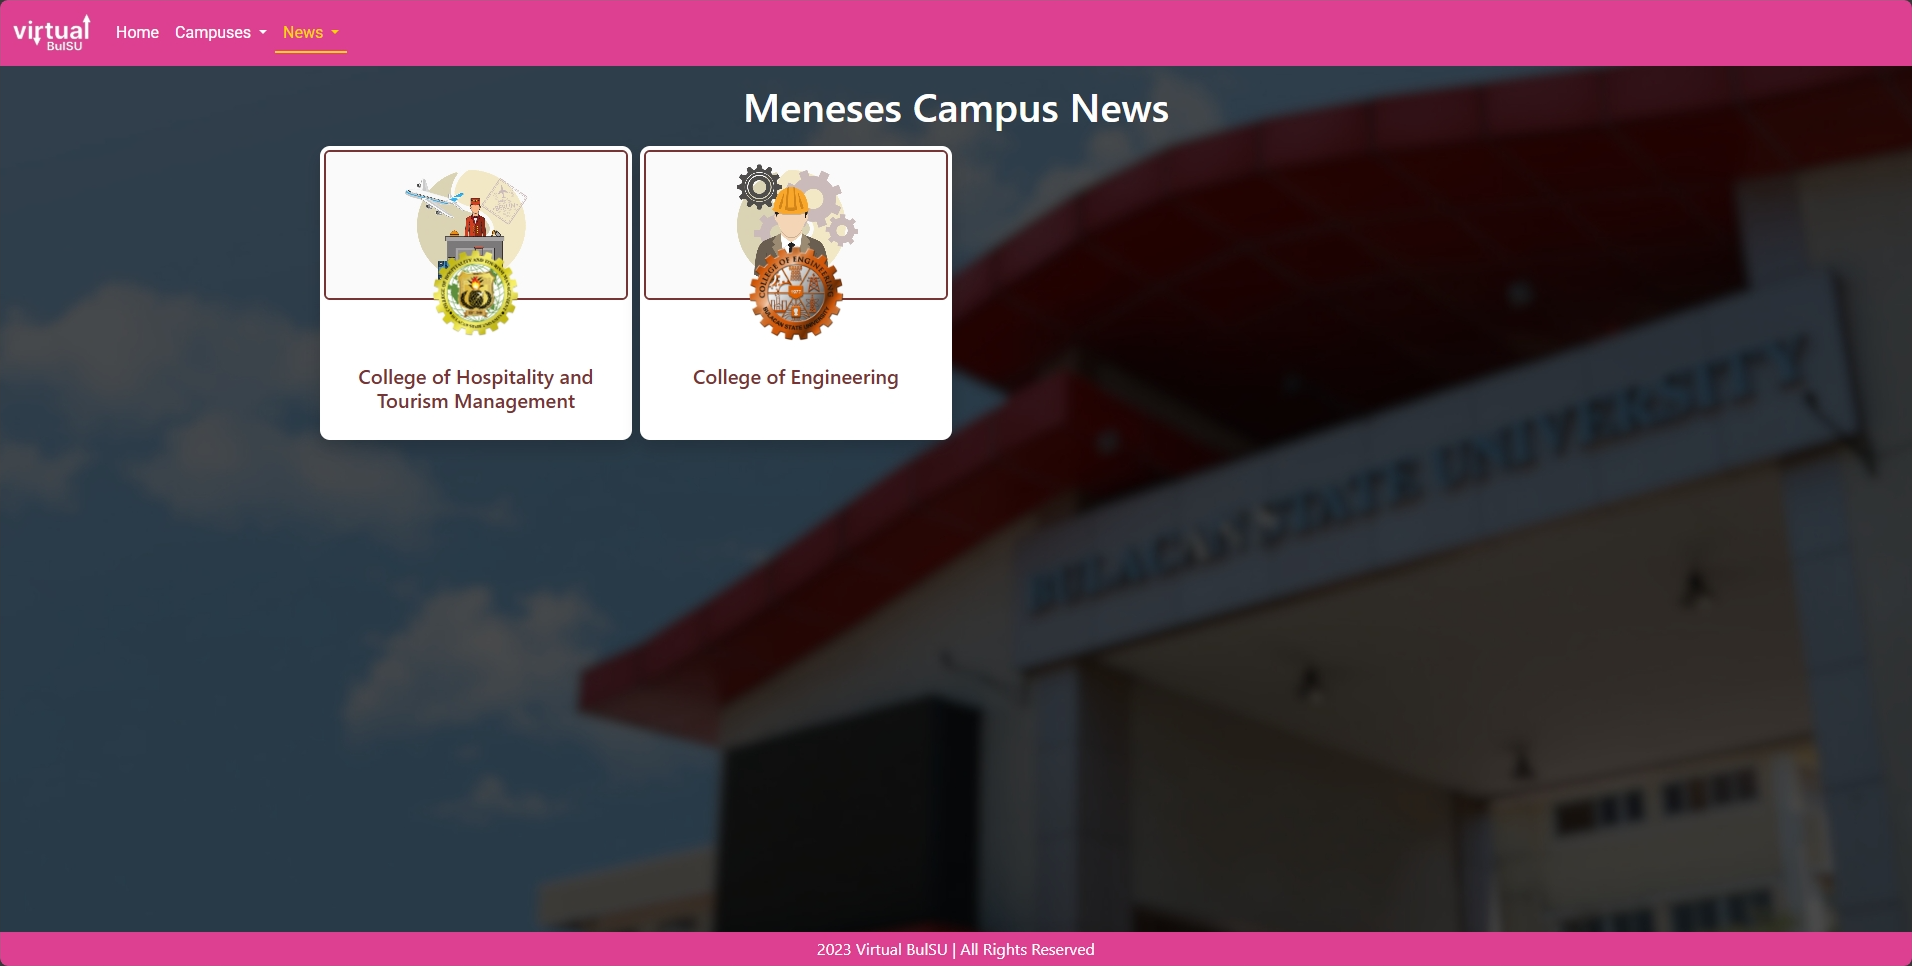 virtual
BulSU
Home
Campuses
News
Meneses Campus News
COLLEGE OF ENGINEERING
BULACAN STATE UNIVERSITY
College of Hospitality and
Tourism Management
College of Engineering
BULACAN STATE UNIVERSITY
2023 Virtual BulSU | All Rights Reserved